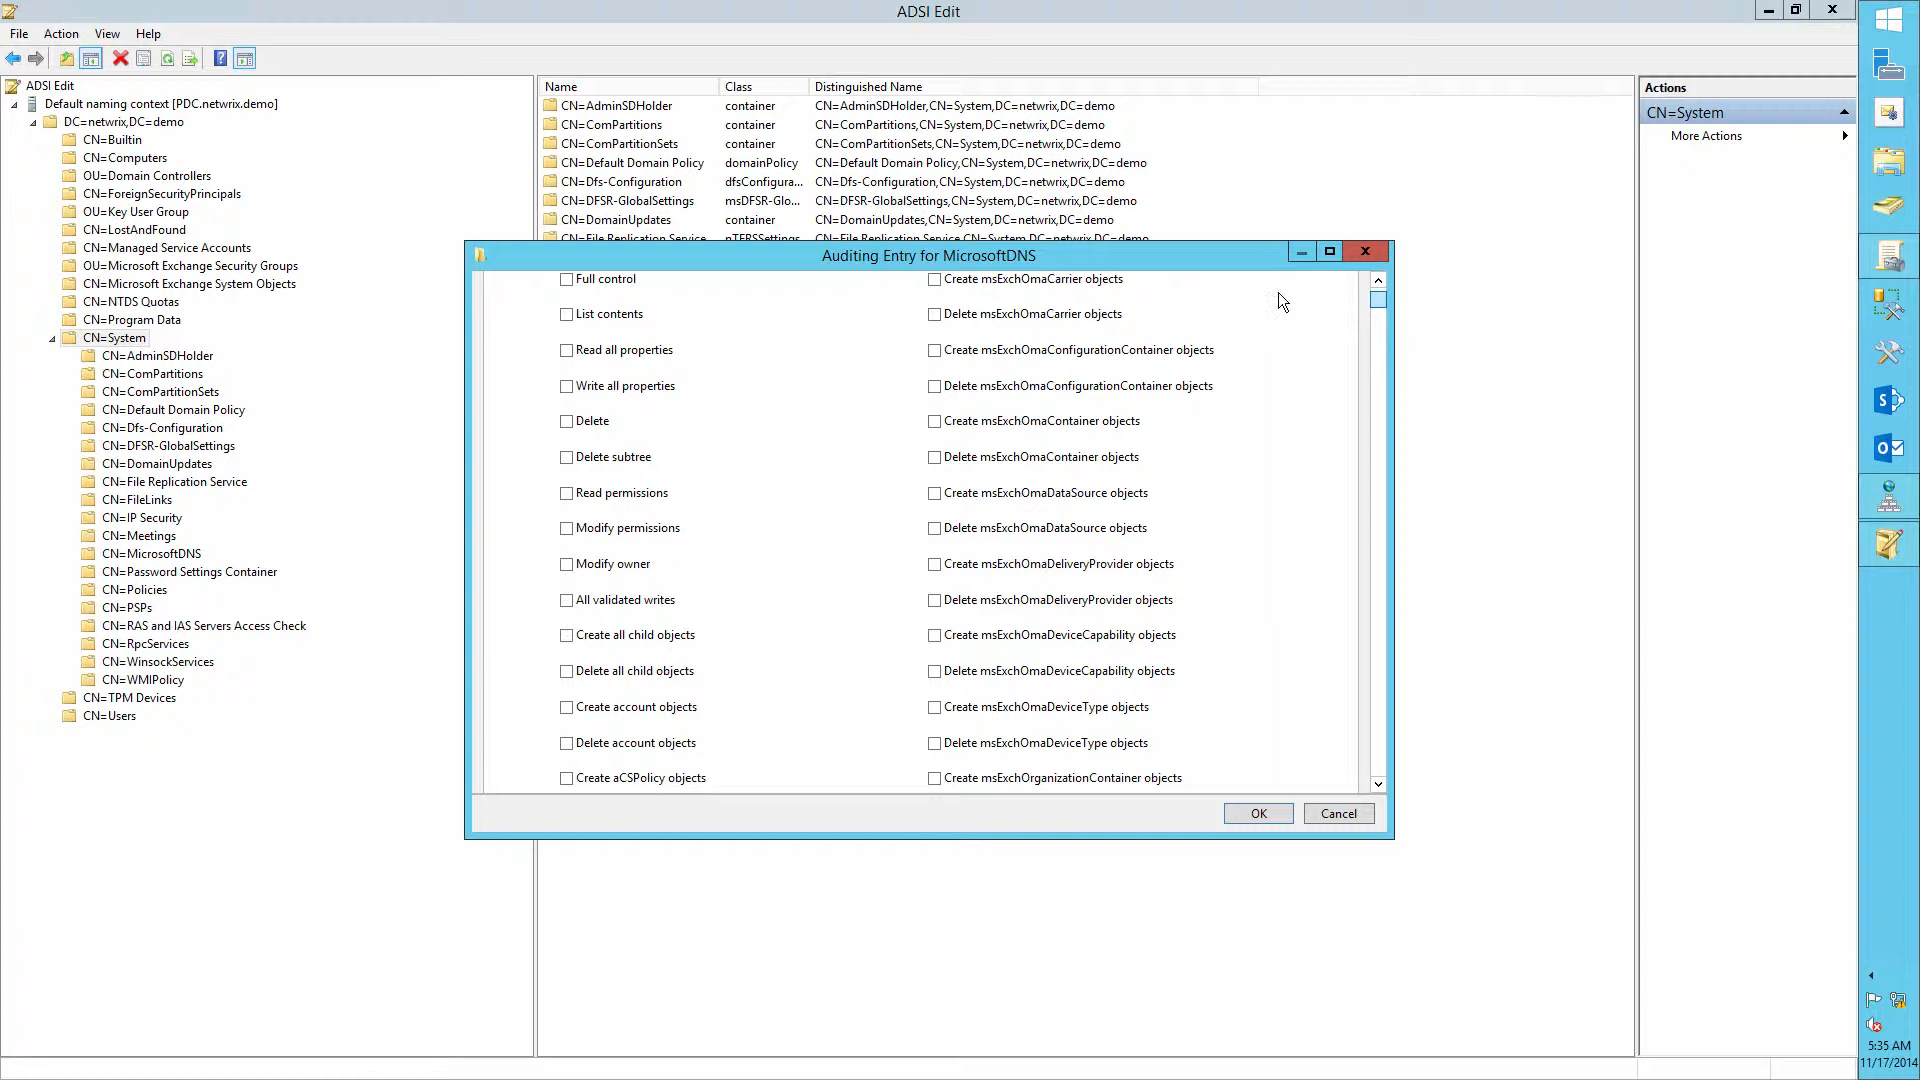 ADSI Edit
File Action View Help
ADSI Edit
Default naming context [PDC.netwrix.demo]
DC=netwrix,DC=demo
CN=Builtin
CN=Computers
OU=Domain Controllers
CN=ForeignSecurityPrincipals
OU=Key User Group
CN=LostAndFound
CN=Managed Service Accounts
OU=Microsoft Exchange Security Groups
CN=Microsoft Exchange System Objects
CN=NTDS Quotas
CN=Program Data
CN=System
CN=AdminSDHolder
CN=ComPartitions
CN=ComPartitionSets
CN=Default Domain Policy
CN=Dfs-Configuration
CN=DFSR-GlobalSettings
CN=DomainUpdates
CN=File Replication Service
CN=FileLinks
CN=IP Security
CN=Meetings
CN=MicrosoftDNS
CN=Password Settings Container
CN=Policies
CN=PSPs
CN=RAS and IAS Servers Access Check
CN=RpcServices
CN=WinsockServices
CN=WMIPolicy
CN=TPM Devices
CN=Users
Name Class Distinguished Name
CN=AdminSDHolder container CN=AdminSDHolder,CN=System,DC=netwrix,DC=demo
CN=ComPartitions container CN=ComPartitions,CN=System,DC=netwrix,DC=demo
CN=ComPartitionSets container CN=ComPartitionSets,CN=System,DC=netwrix,DC=demo
CN=Default Domain Policy domainPolicy CN=Default Domain Policy,CN=System,DC=netwrix,DC=demo
CN=Dfs-Configuration dfsConfigura... CN=Dfs-Configuration,CN=System,DC=netwrix,DC=demo
CN=DFSR-GlobalSettings msDFSR-Glo... CN=DFSR-GlobalSettings,CN=System,DC=netwrix,DC=demo
CN=DomainUpdates container CN=DomainUpdates,CN=System,DC=netwrix,DC=demo
CN=File Replication Service nTFRSSettings CN=File Replication Service,CN=System,DC=netwrix,DC=demo
Auditing Entry for MicrosoftDNS
Full control
List contents
Read all properties
Write all properties
Delete
Delete subtree
Read permissions
Modify permissions
Modify owner
All validated writes
Create all child objects
Delete all child objects
Create account objects
Delete account objects
Create aCSPolicy objects
Create msExchOmaCarrier objects
Delete msExchOmaCarrier objects
Create msExchOmaConfigurationContainer objects
Delete msExchOmaConfigurationContainer objects
Create msExchOmaContainer objects
Delete msExchOmaContainer objects
Create msExchOmaDataSource objects
Delete msExchOmaDataSource objects
Create msExchOmaDeliveryProvider objects
Delete msExchOmaDeliveryProvider objects
Create msExchOmaDeviceCapability objects
Delete msExchOmaDeviceCapability objects
Create msExchOmaDeviceType objects
Delete msExchOmaDeviceType objects
Create msExchOrganizationContainer objects
OK Cancel
Actions
CN=System
More Actions
5:35 AM
11/17/2014